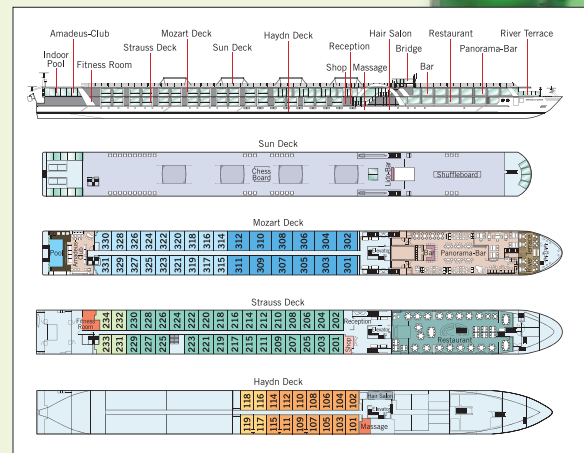 Amadeus-Club Mozart Deck Haydn Deck Hair Salon Restaurant River Terrace
Indoor Pool Strauss Deck Sun Deck Reception Bridge Panorama-Bar
Fitness Room Shop Massage Bar
Sun Deck
Chess Board Lido-Bar Shuffleboard
Mozart Deck
330 328 326 324 322 320 318 316 314 312 310 308 306 304 302
Pool Club Elevator Bar Panorama-Bar
331 329 327 325 323 321 319 317 315 311 309 307 305 303 301
Strauss Deck
234 232 230 228 226 224 222 220 218 216 214 212 210 208 206 204 202 Reception
Fitness Room Elevator Restaurant
233 231 229 227 225 223 221 219 217 215 211 209 207 205 203 201 Shop
Haydn Deck
118 116 114 112 110 108 106 104 102 Hair Salon
Elevator
119 117 115 111 109 107 105 103 101 Massage